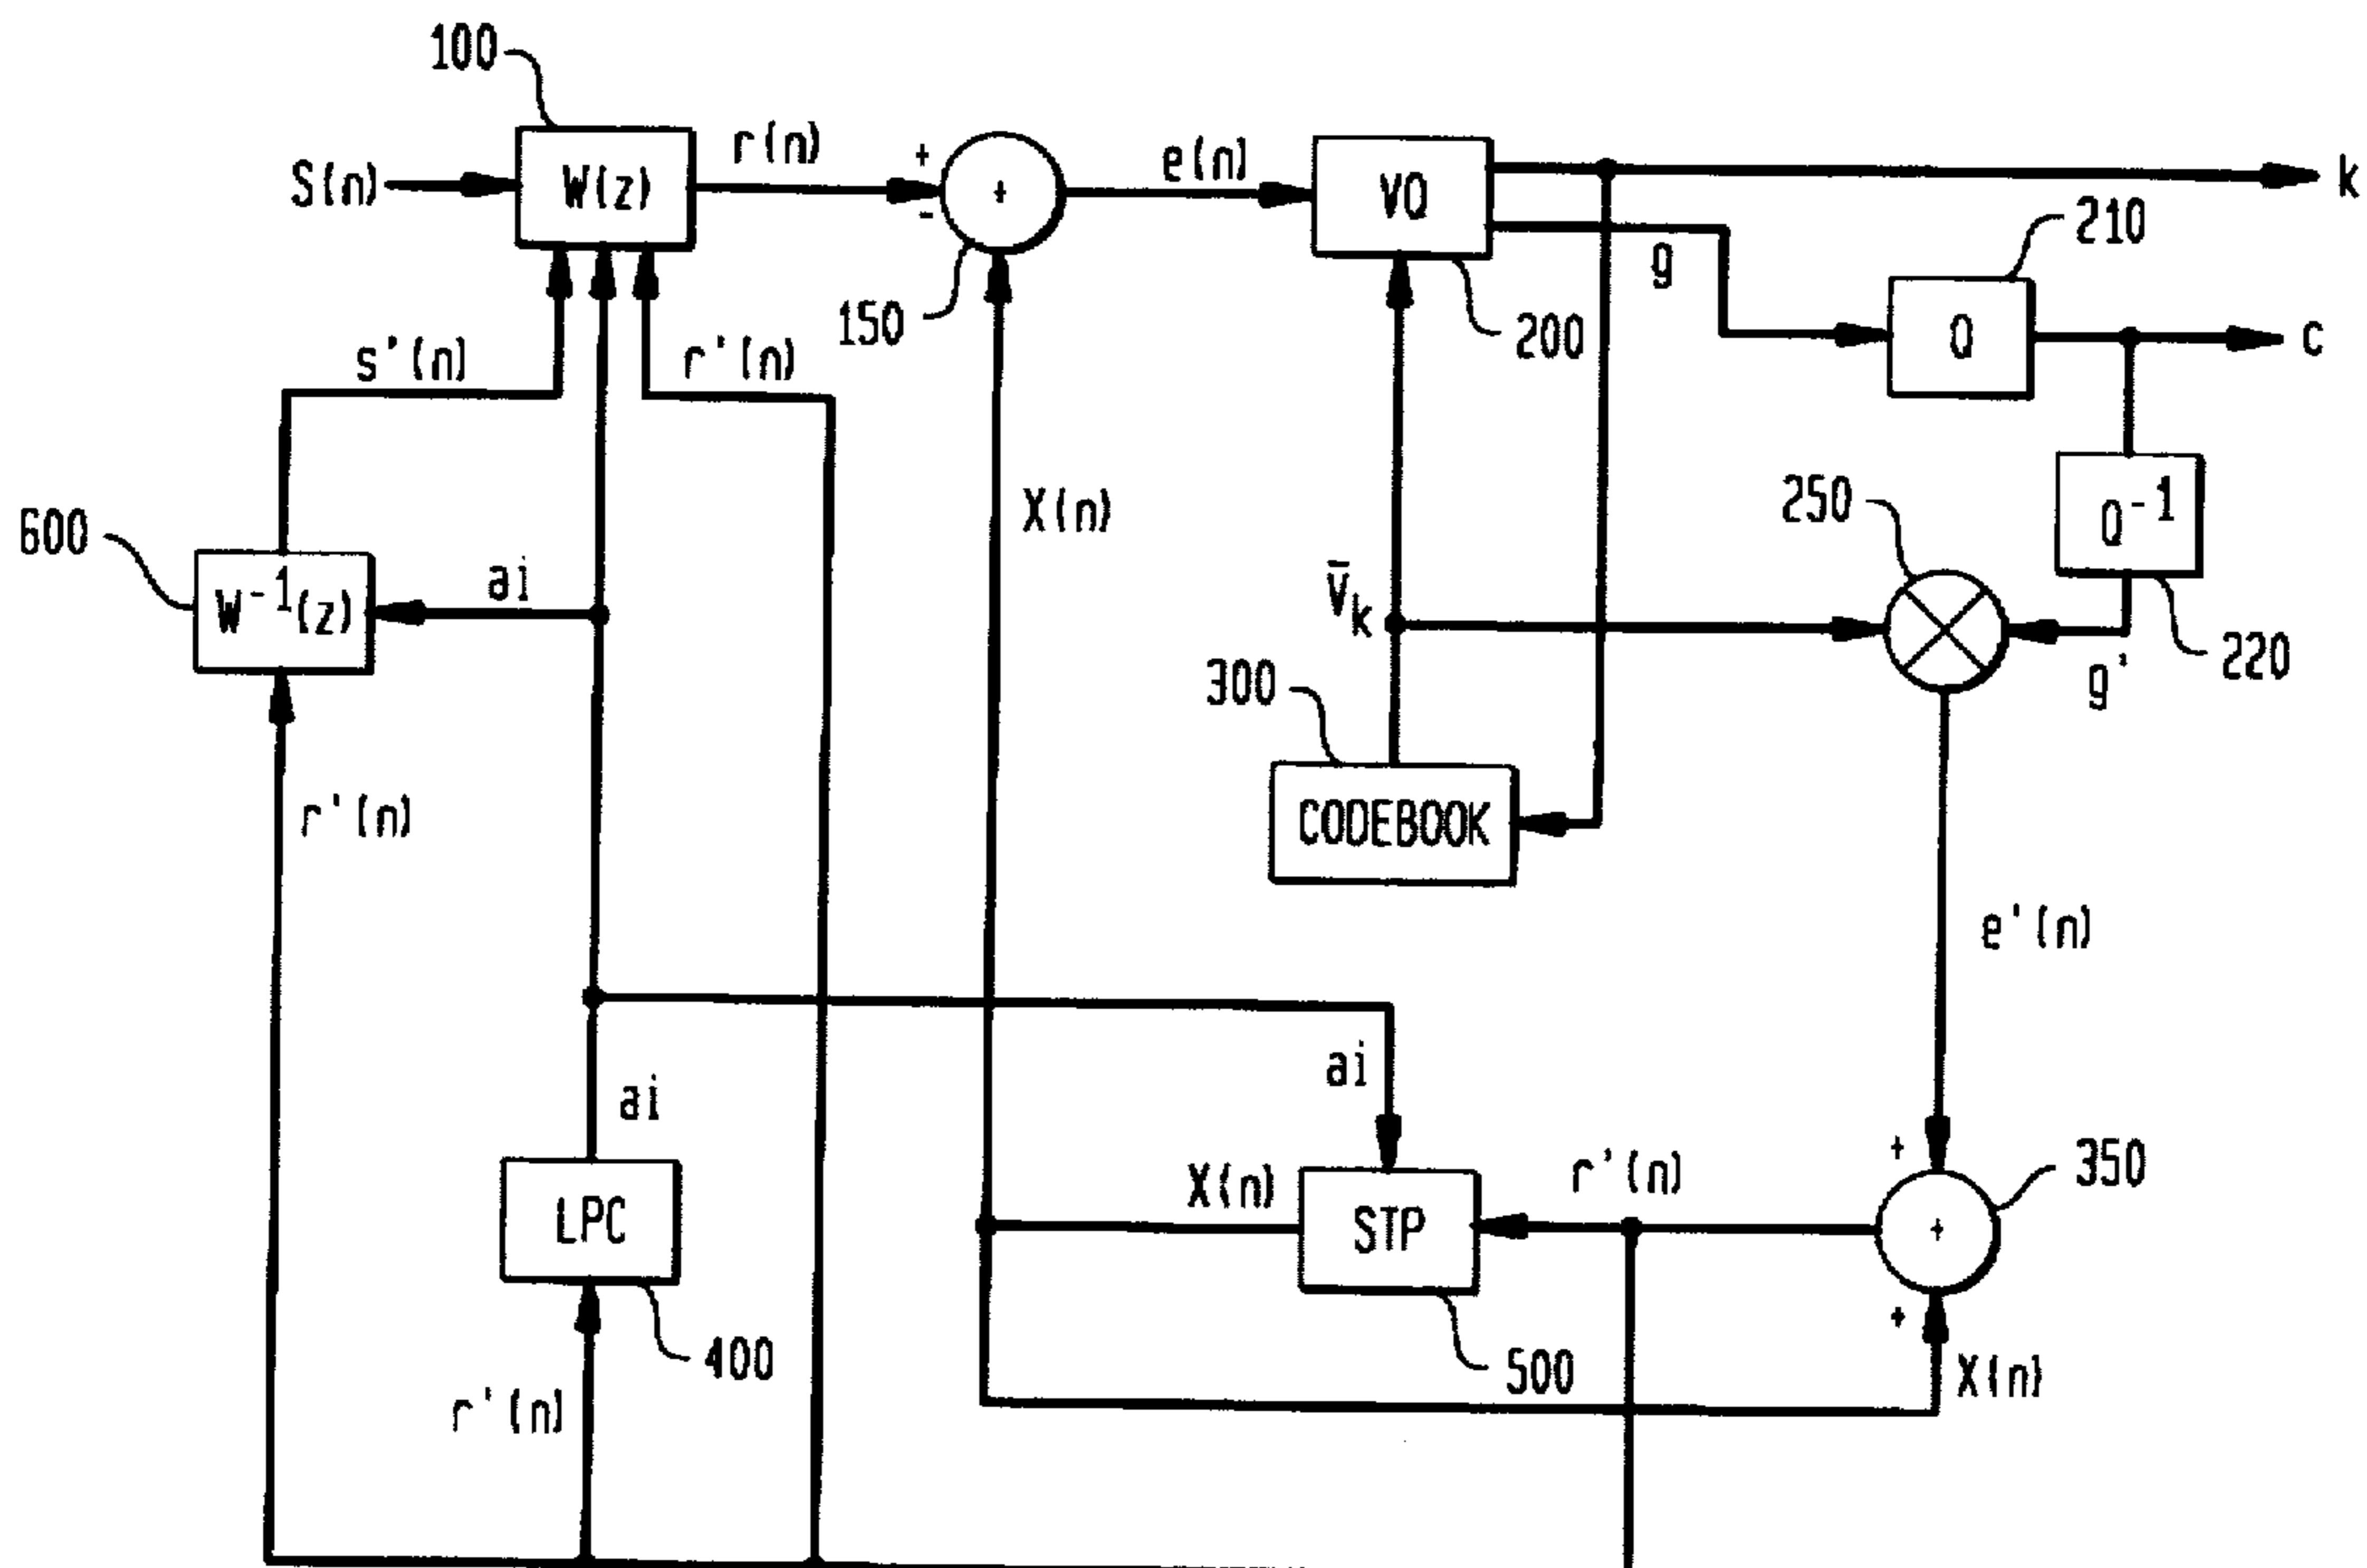 100
S(n)
W(z)
r(n)
+
-
+
e(n)
VQ
k
210
g
150
200
Q
c
s'(n)
r'(n)
X(n)
600
W⁻¹(z)
ai
250
Q⁻¹
V̄k
g'
220
300
CODEBOOK
r'(n)
e'(n)
ai
ai
LPC
400
X(n)
STP
r'(n)
+
+
350
500
+
X(n)
r'(n)